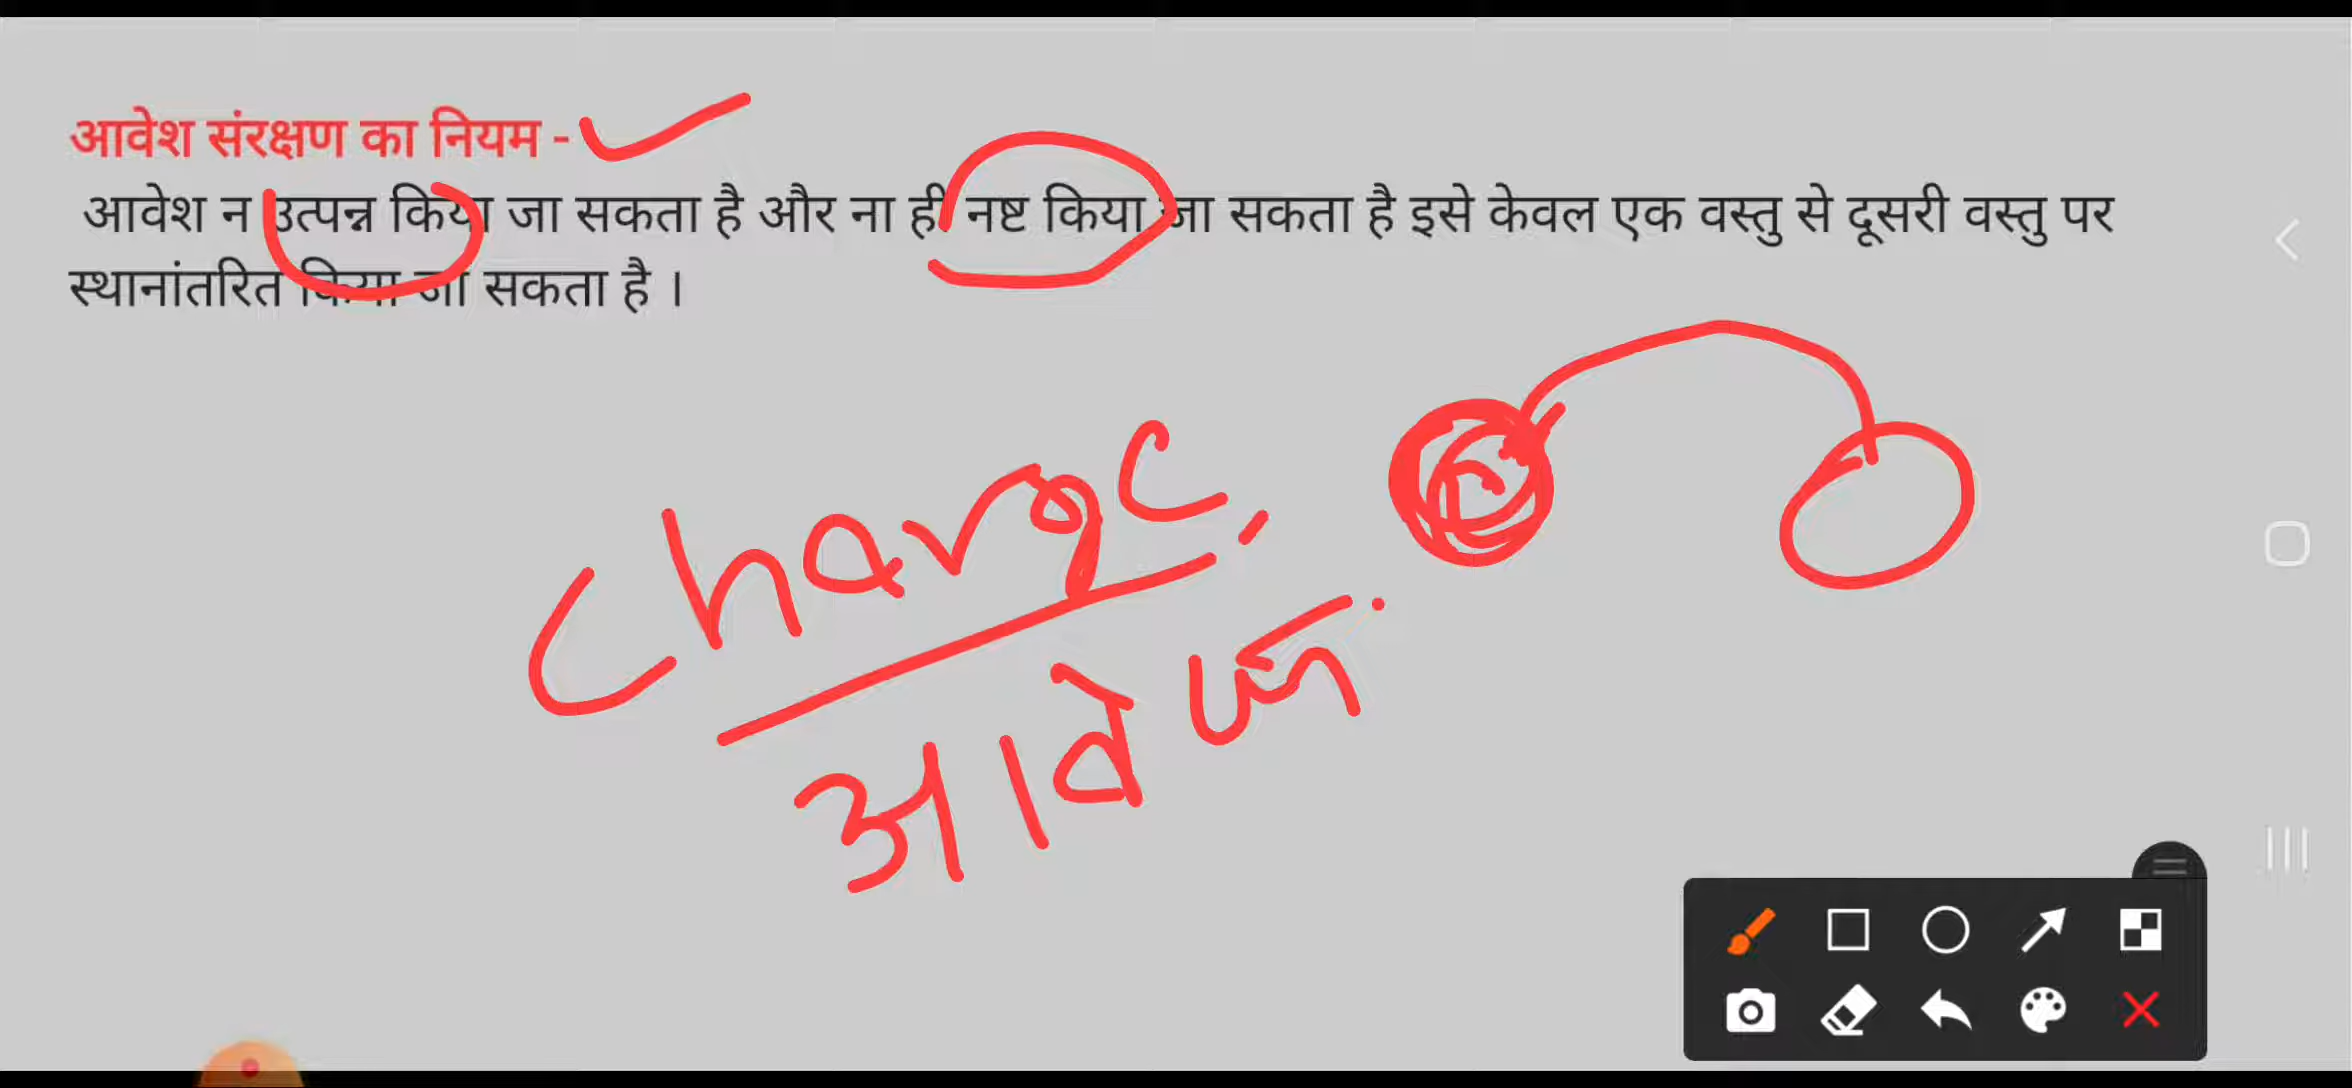 आवेश संरक्षण का नियम -
आवेश न उत्पन्न किया जा सकता है और ना ही नष्ट किया जा सकता है इसे केवल एक वस्तु से दूसरी वस्तु पर
स्थानांतरित किया जा सकता है ।
charge
आवेश